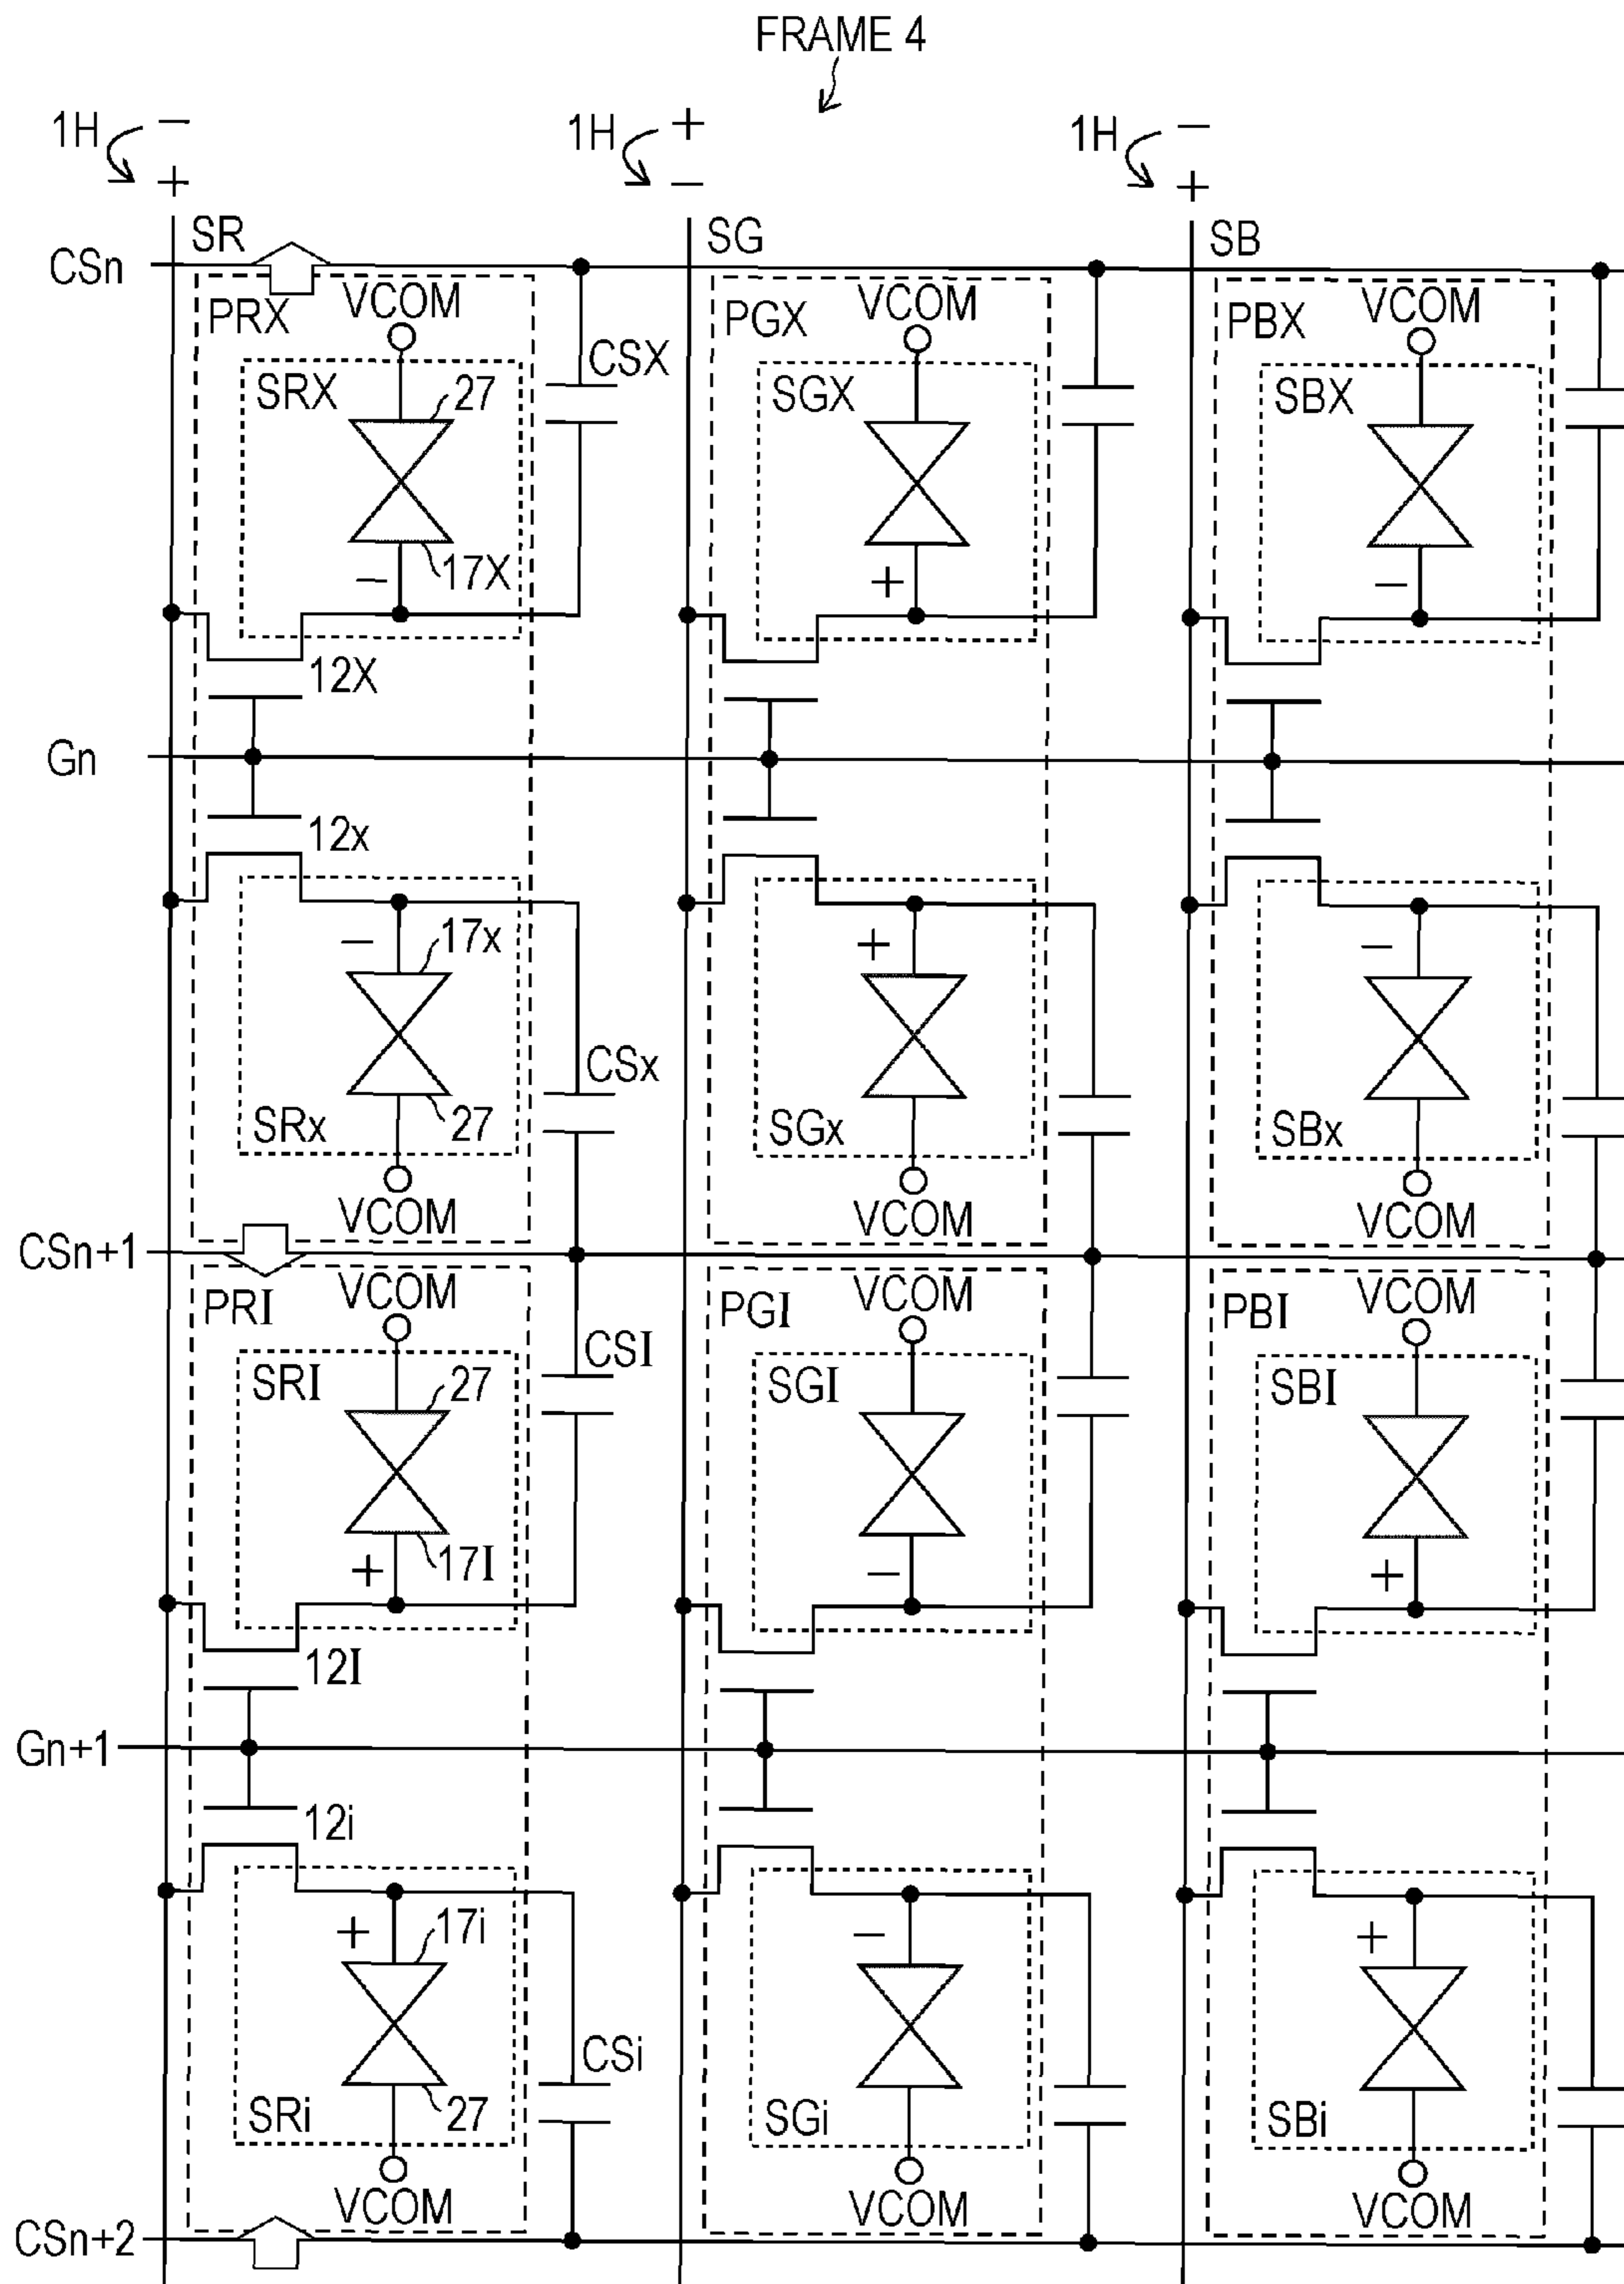 FRAME 4
1H − +
1H + −
1H − +
SR SG SB
CSn
PRX VCOM PGX VCOM PBX VCOM
CSX
SRX 27 SGX SBX
17X
− + −
12X
Gn
12x
− 17x + −
CSx
SRx 27 SGx SBx
VCOM VCOM VCOM
CSn+1
PRI VCOM PGI VCOM PBI VCOM
CSI
SRI 27 SGI SBI
+ 17I − +
12I
Gn+1
12i
+ 17i − +
CSi
SRi 27 SGi SBi
VCOM VCOM VCOM
CSn+2